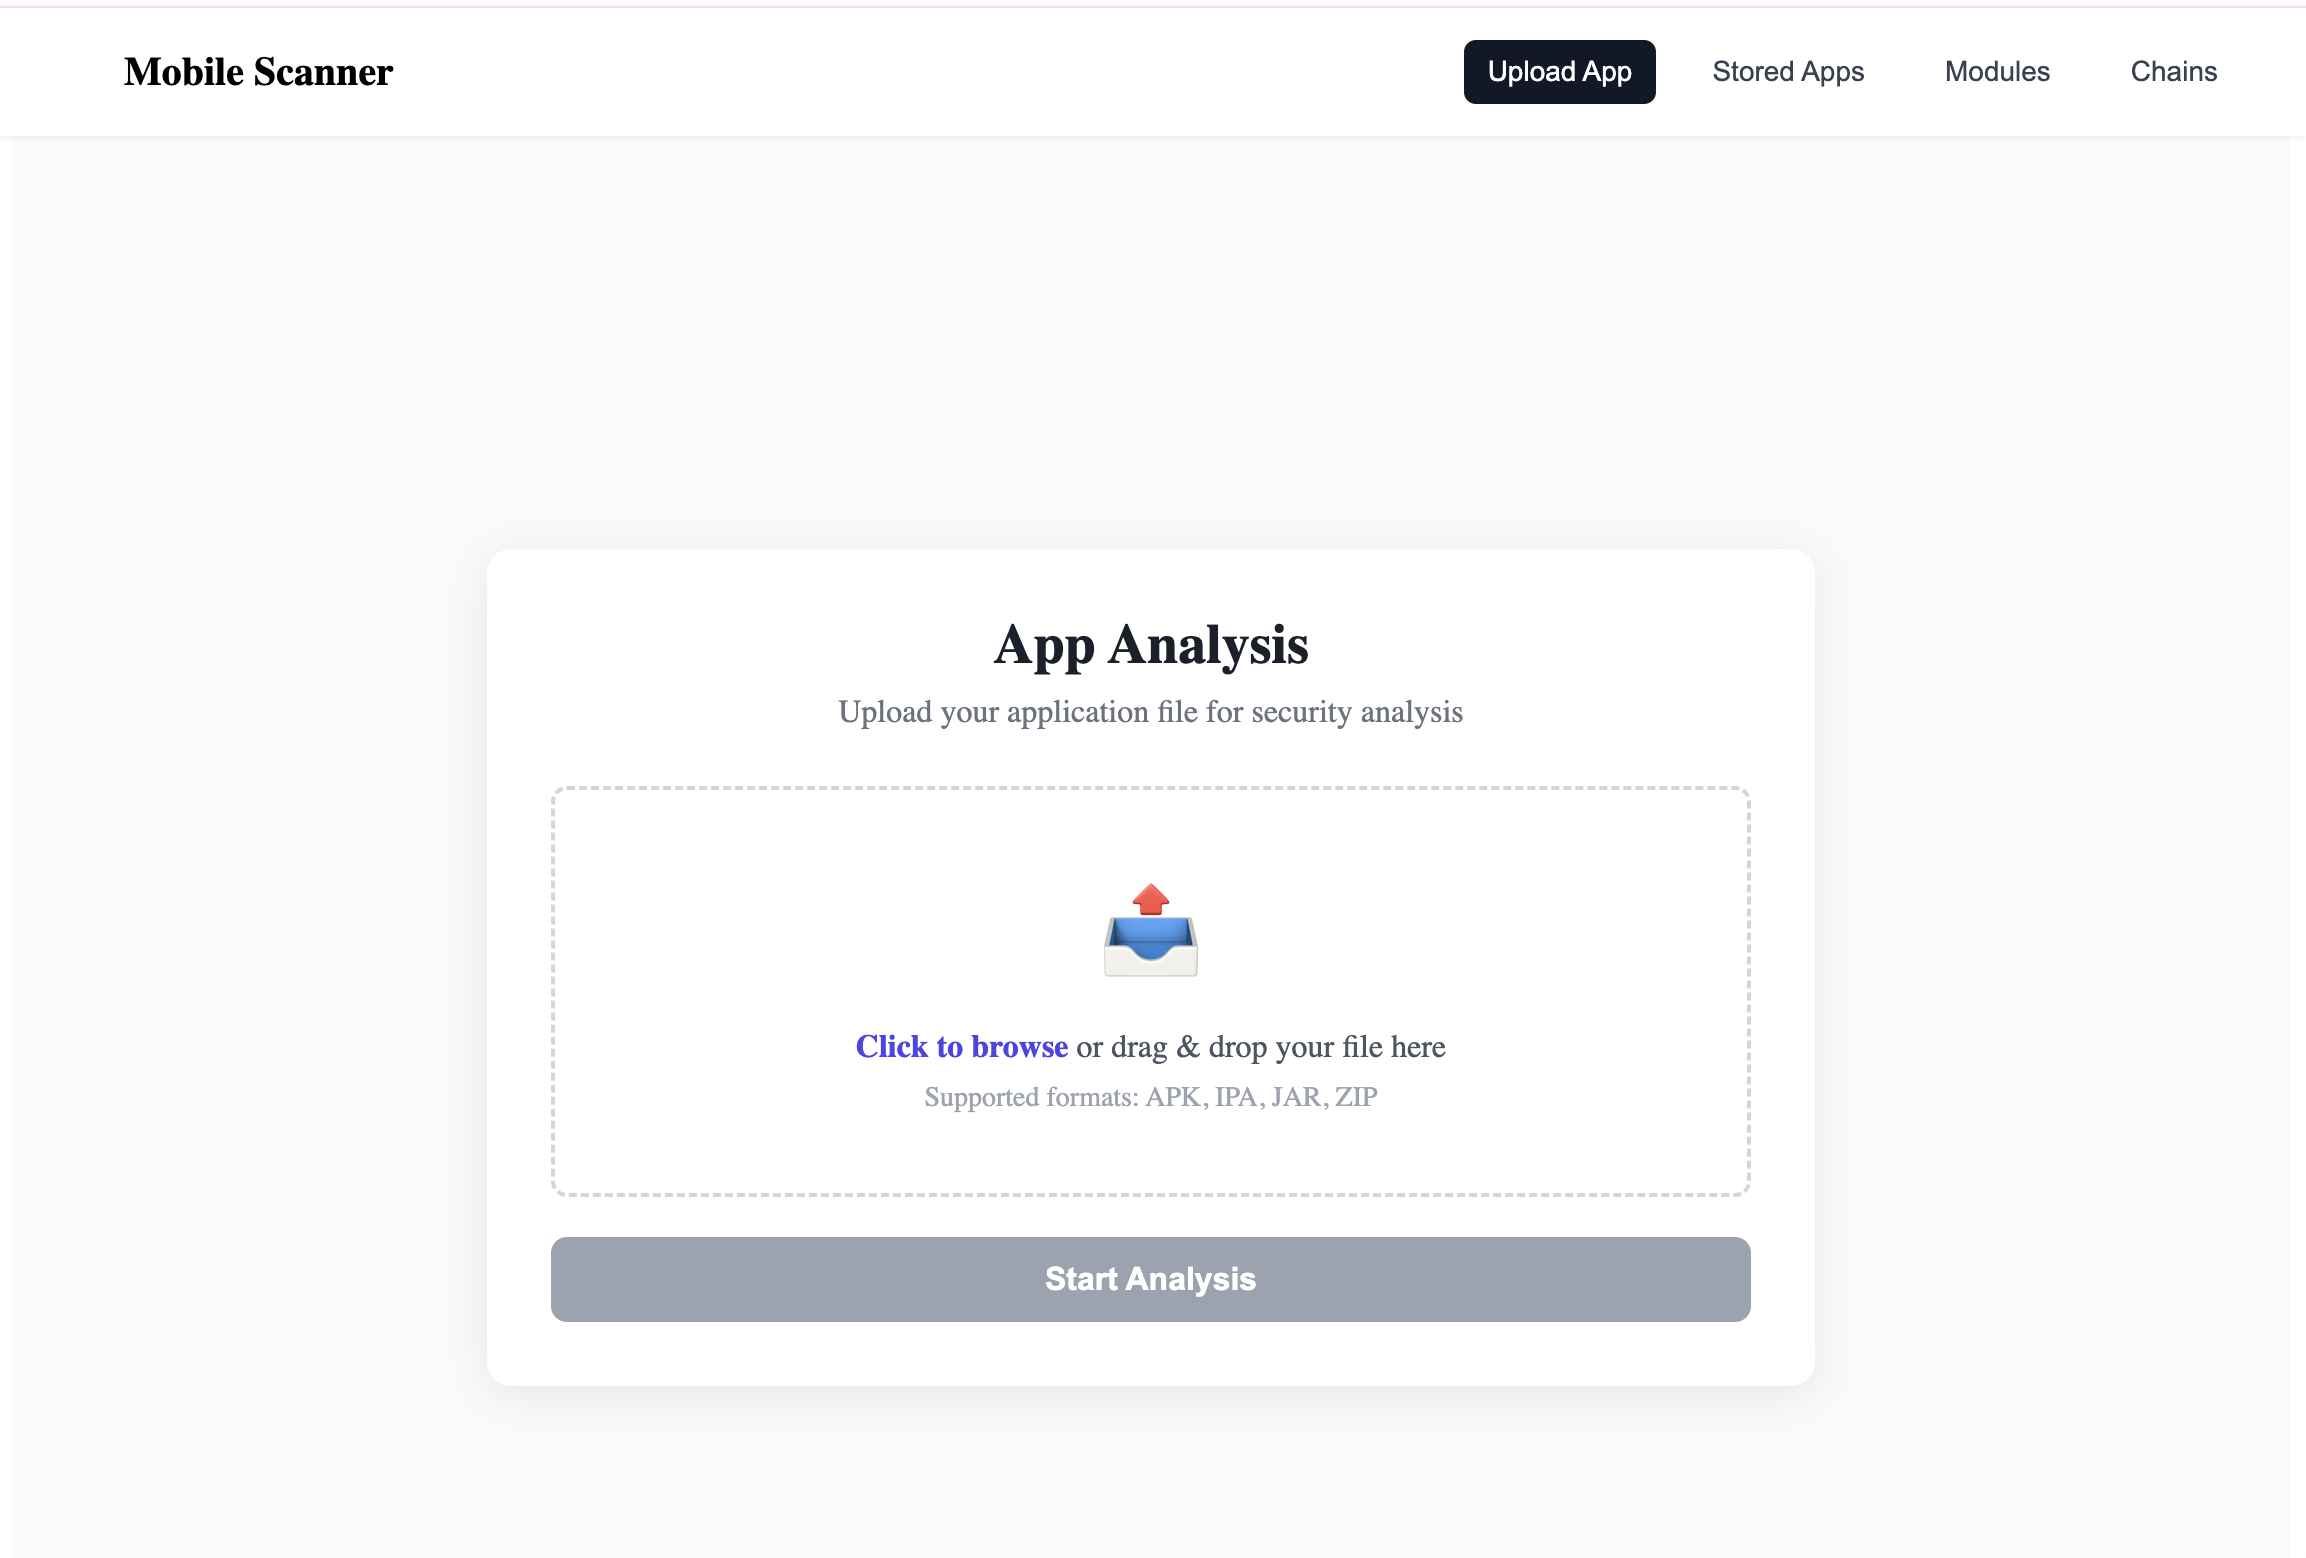 Mobile Scanner
Upload App
Stored Apps
Modules
Chains
App Analysis
Upload your application file for security analysis
Click to browse or drag & drop your file here
Supported formats: APK, IPA, JAR, ZIP
Start Analysis